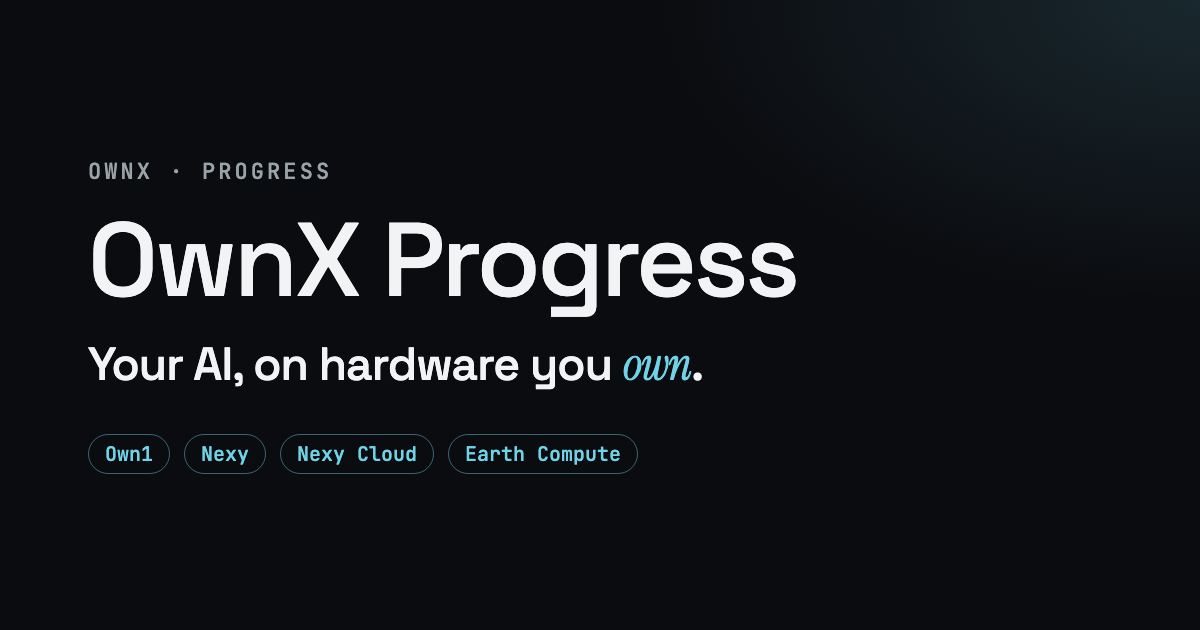 OWNX · PROGRESS
OwnX Progress
Your AI, on hardware you own.
Own1 Nexy Nexy Cloud Earth Compute